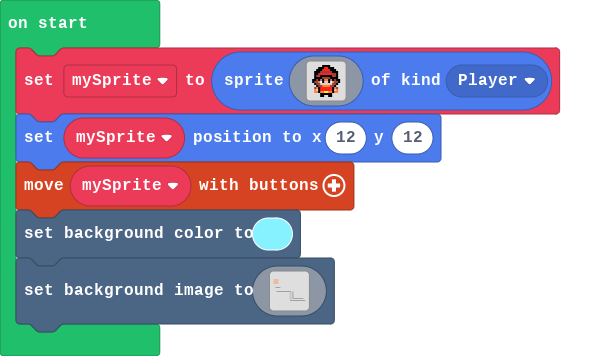 on start
set mySprite to sprite of kind Player
set mySprite position to x 12 y 12
move mySprite with buttons
set background color to
set background image to